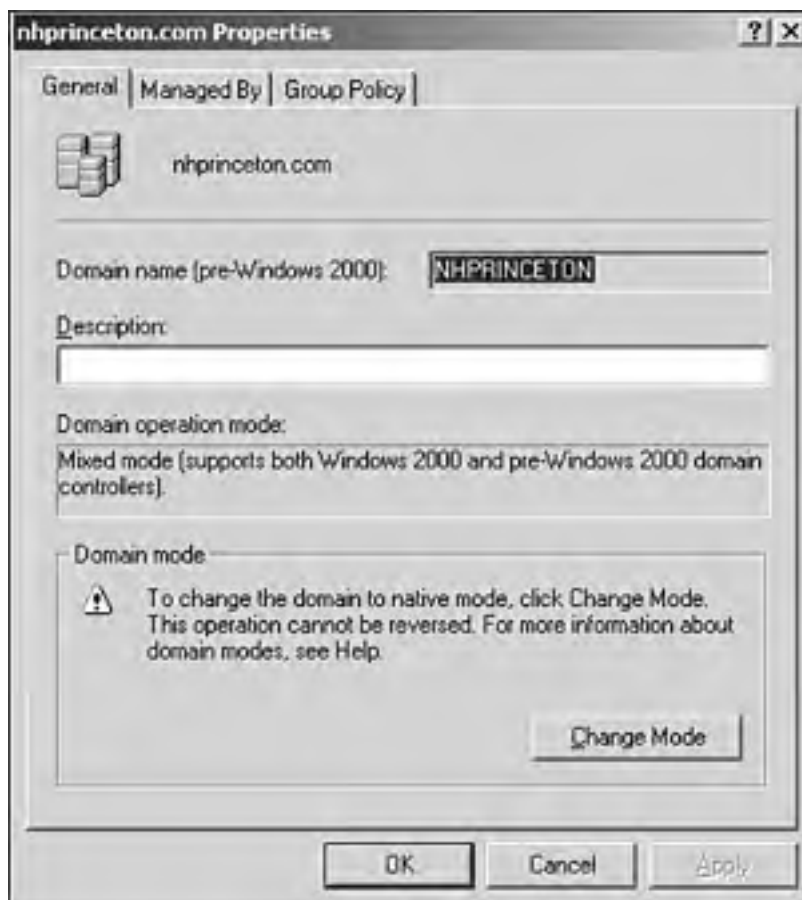 nhprinceton.com Properties
General Managed By Group Policy
nhprinceton.com
Domain name (pre-Windows 2000): NHPRINCETON
Description:
Domain operation mode:
Mixed mode (supports both Windows 2000 and pre-Windows 2000 domain
controllers).
Domain mode
To change the domain to native mode, click Change Mode.
This operation cannot be reversed. For more information about
domain modes, see Help.
Change Mode
OK Cancel Apply